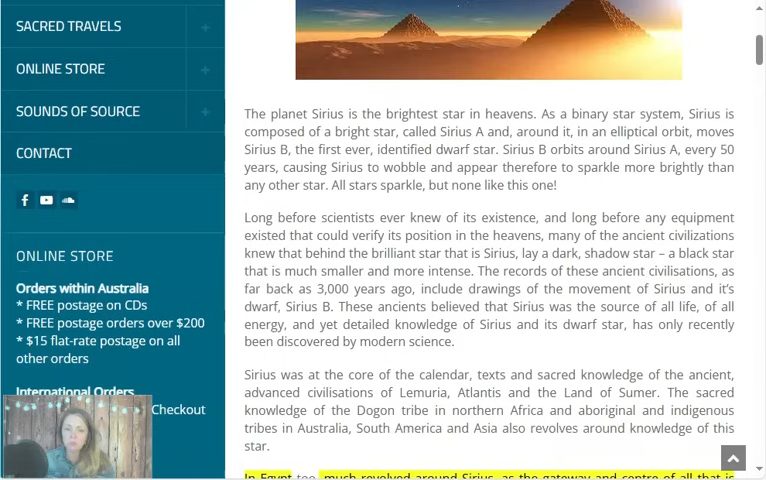 SACRED TRAVELS
ONLINE STORE
SOUNDS OF SOURCE
CONTACT
ONLINE STORE
Orders within Australia
* FREE postage on CDs
* FREE postage orders over $200
* $15 flat-rate postage on all
other orders
International Orders
Checkout
The planet Sirius is the brightest star in heavens. As a binary star system, Sirius is
composed of a bright star, called Sirius A and, around it, in an elliptical orbit, moves
Sirius B, the first ever, identified dwarf star. Sirius B orbits around Sirius A, every 50
years, causing Sirius to wobble and appear therefore to sparkle more brightly than
any other star. All stars sparkle, but none like this one!
Long before scientists ever knew of its existence, and long before any equipment
existed that could verify its position in the heavens, many of the ancient civilizations
knew that behind the brilliant star that is Sirius, lay a dark, shadow star – a black star
that is much smaller and more intense. The records of these ancient civilisations, as
far back as 3,000 years ago, include drawings of the movement of Sirius and it's
dwarf, Sirius B. These ancients believed that Sirius was the source of all life, of all
energy, and yet detailed knowledge of Sirius and its dwarf star, has only recently
been discovered by modern science.
Sirius was at the core of the calendar, texts and sacred knowledge of the ancient,
advanced civilisations of Lemuria, Atlantis and the Land of Sumer. The sacred
knowledge of the Dogon tribe in northern Africa and aboriginal and indigenous
tribes in Australia, South America and Asia also revolves around knowledge of this
star.
In Egypt too, much revolved around Sirius, as the gateway and centre of all that is